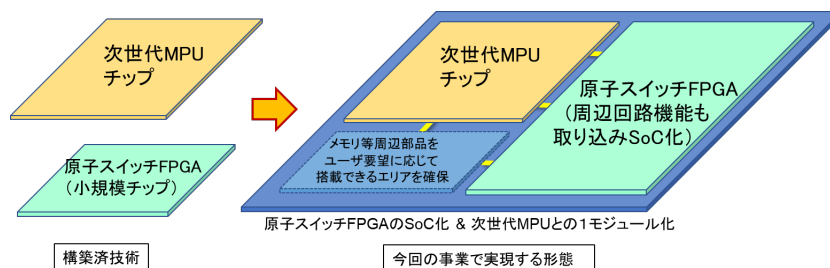 次世代MPU
チップ
原子スイッチFPGA
（小規模チップ）
構築済技術
次世代MPU
チップ
原子スイッチFPGA
（周辺回路機能も
取り込みSoC化）
メモリ等周辺部品を
ユーザ要望に応じて
搭載できるエリアを確保
原子スイッチFPGAのSoC化 & 次世代MPUとの1モジュール化
今回の事業で実現する形態